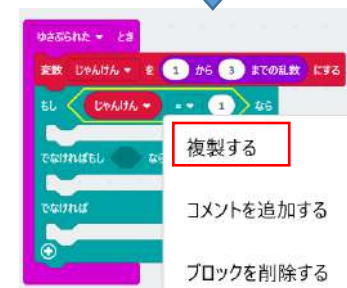 ゆさぶられた とき
変数 じゃんけん を 1 から 3 までの乱数 にする
もし じゃんけん = 1 なら
複製する
でなければもし なら
でなければ
コメントを追加する
ブロックを削除する